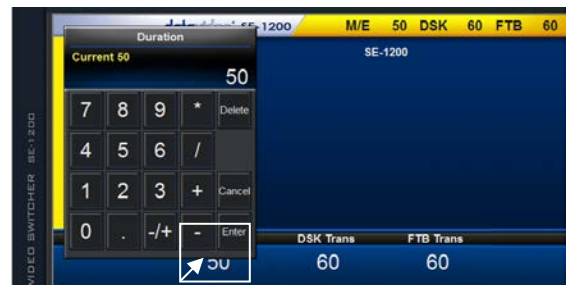 SE-1200 M/E 50 DSK 60 FTB 60
Duration
Current 50
50
SE-1200
7 8 9 * Delete
4 5 6 /
1 2 3 + Cancel
0 . -/+ - Enter
DSK Trans FTB Trans
50 60 60
VIDEO SWITCHER SE-1200